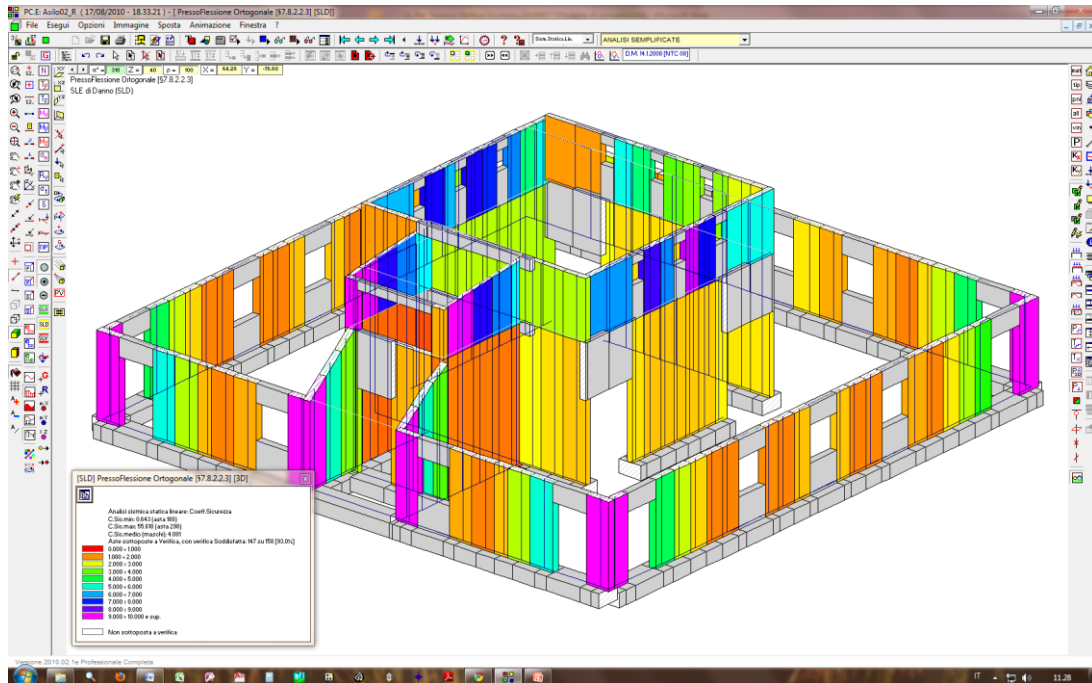 PC.E: Asilo02_R ( 17/08/2010 - 18.33.21 ) - [ PressoFlessione Ortogonale [§7.8.2.2.3] [SLD]]
File Esegui Opzioni Immagine Sposta Animazione Finestra ?
Sism.Statica Lin. ANALISI SEMPLIFICATE
D.M. 14.1.2008 (NTC 08)
Z = 40 ρ = 100 X = Y =
PressoFlessione Ortogonale [§7.8.2.2.3]
SLE di Danno (SLD)
[SLD] PressoFlessione Ortogonale [§7.8.2.2.3] [3D]
Analisi sismica statica lineare: Coeff.Sicurezza
C.Sic.min: 0.643 (asta 188)
C.Sic.max: 55.618 (asta 298)
C.Sic.medio (maschi): 4.081
Aste sottoposte a Verifica, con verifica Soddisfatta: 147 su 158 [93.0%]
0.000 ÷ 1.000
1.000 ÷ 2.000
2.000 ÷ 3.000
3.000 ÷ 4.000
4.000 ÷ 5.000
5.000 ÷ 6.000
6.000 ÷ 7.000
7.000 ÷ 8.000
8.000 ÷ 9.000
9.000 ÷ 10.000 e sup.
Non sottoposta a verifica
Versione 2010.02.1e Professionale Completa
IT 11.28